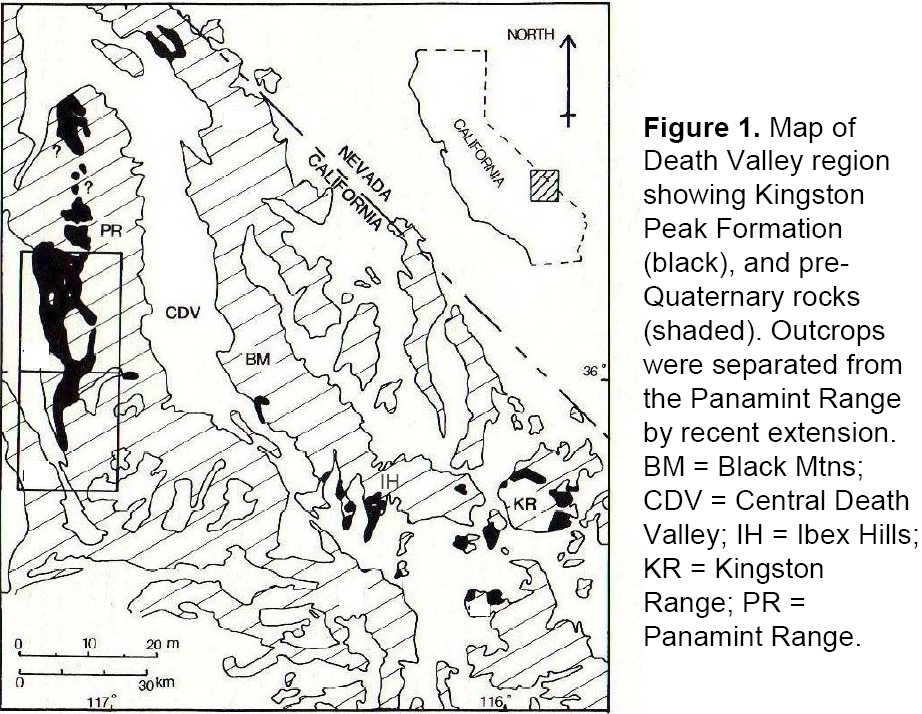 NORTH
CALIFORNIA
NEVADA
CALIFORNIA
?
?
PR
CDV
BM
36°
IH
KR
0 10 20 m
0 30 km
117°
116°
Figure 1. Map of
Death Valley region
showing Kingston
Peak Formation
(black), and pre-
Quaternary rocks
(shaded). Outcrops
were separated from
the Panamint Range
by recent extension.
BM = Black Mtns;
CDV = Central Death
Valley; IH = Ibex Hills;
KR = Kingston
Range; PR =
Panamint Range.